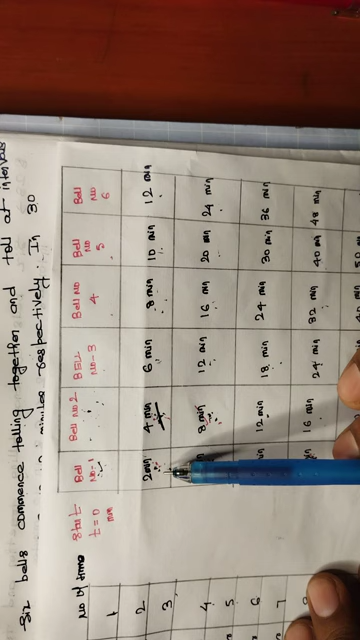 Six bells commence tolling together and toll at intervals
respectively. In 30
No of time Start t=0 min Bell No-1 Bell No 2 Bell No-3 Bell No 4 Bell No 5 Bell No 6
1
2 2min 4 min 6 min 8 min 10 min 12 min
3
4 8min 12 min 16 min 20 min 24 min
5
6 12 min 18 min 24 min 30 min 36 min
7
16 min 24 min 32 min 40 min 48 min